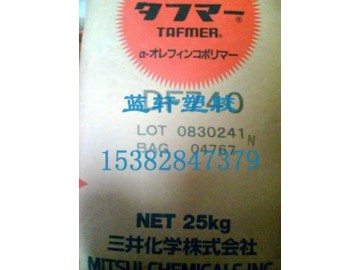 タフマー®
TAFMER®
α-オレフィンコポリマー
DF740
蓝轩塑胶
LOT 0830241 N
BAG 04767
15382847379
NET 25kg
三井化学株式会社
MITSUI CHEMICALS, INC.